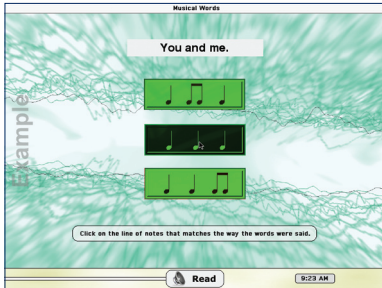 Musical Words
You and me.
Example
Click on the line of notes that matches the way the words were said.
Read
9:23 AM